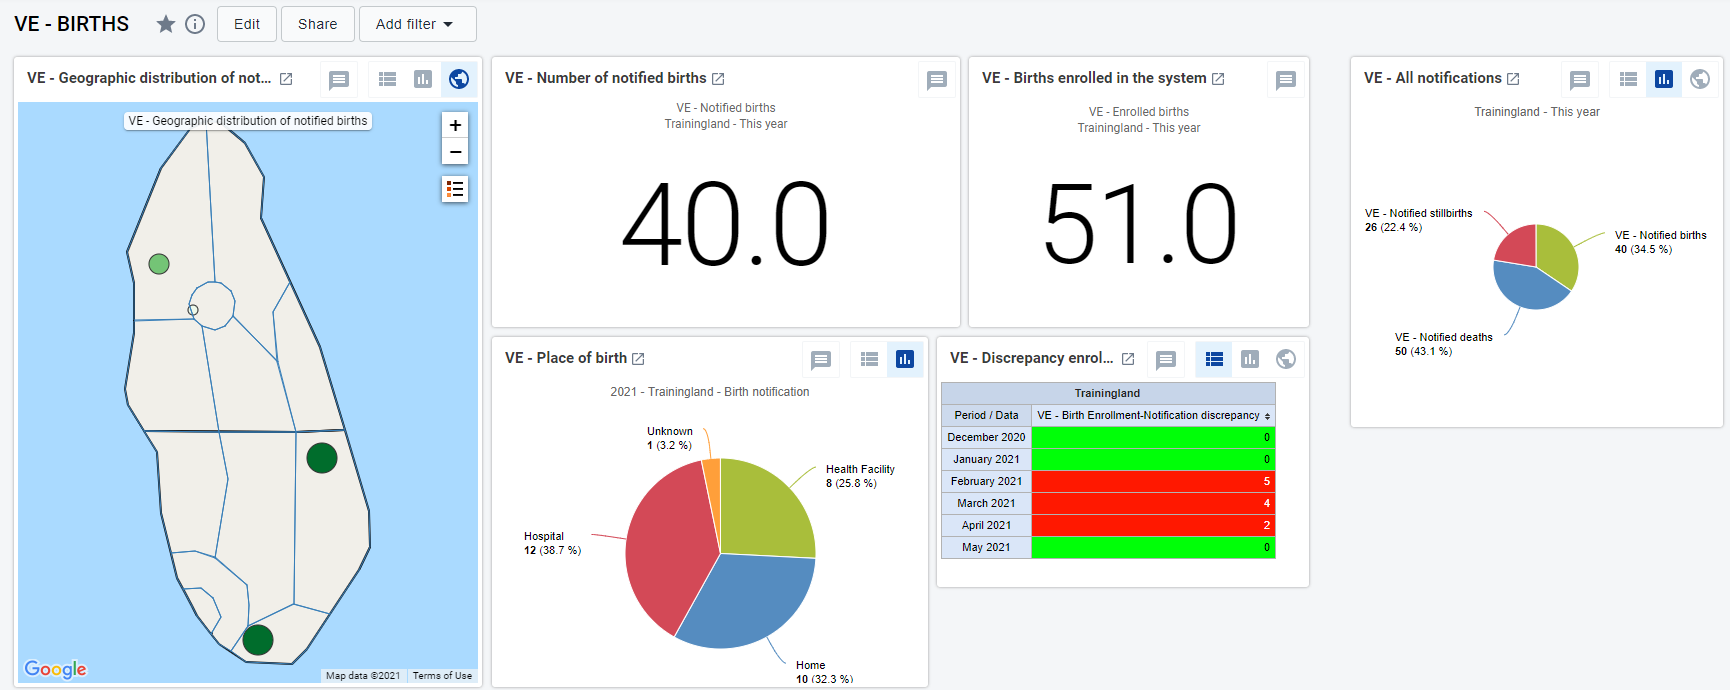 VE - BIRTHS
Edit
Share
Add filter
VE - Geographic distribution of not...
VE - Geographic distribution of notified births
+
−
Google
Map data ©2021
Terms of Use
VE - Number of notified births
VE - Notified births
Trainingland - This year
40.0
VE - Births enrolled in the system
VE - Enrolled births
Trainingland - This year
51.0
VE - All notifications
Trainingland - This year
VE - Notified stillbirths
26 (22.4 %)
VE - Notified births
40 (34.5 %)
VE - Notified deaths
50 (43.1 %)
VE - Place of birth
2021 - Trainingland - Birth notification
Unknown
1 (3.2 %)
Health Facility
8 (25.8 %)
Hospital
12 (38.7 %)
Home
10 (32.3 %)
VE - Discrepancy enrol...
Trainingland
Period / Data VE - Birth Enrollment-Notification discrepancy
December 2020 0
January 2021 0
February 2021 5
March 2021 4
April 2021 2
May 2021 0